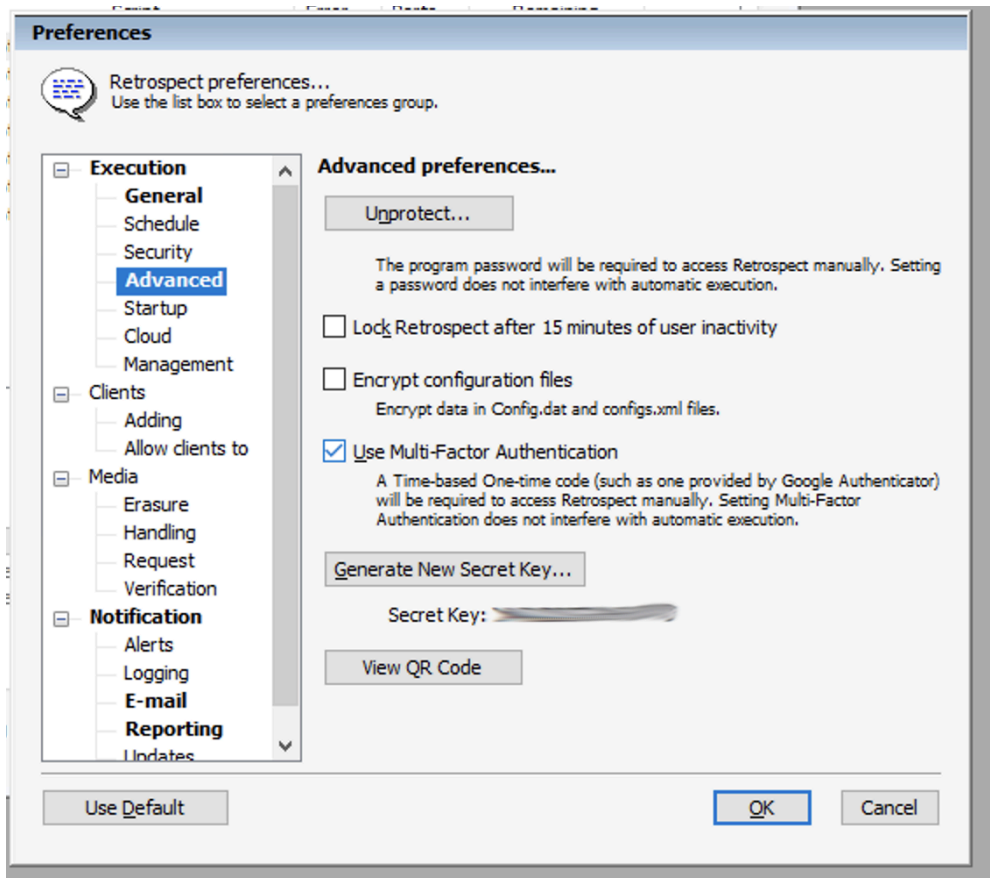 Preferences
Retrospect preferences...
Use the list box to select a preferences group.
Execution
General
Schedule
Security
Advanced
Startup
Cloud
Management
Clients
Adding
Allow clients to
Media
Erasure
Handling
Request
Verification
Notification
Alerts
Logging
E-mail
Reporting
Updates
Advanced preferences...
Unprotect...
The program password will be required to access Retrospect manually. Setting
a password does not interfere with automatic execution.
Lock Retrospect after 15 minutes of user inactivity
Encrypt configuration files
Encrypt data in Config.dat and configs.xml files.
Use Multi-Factor Authentication
A Time-based One-time code (such as one provided by Google Authenticator)
will be required to access Retrospect manually. Setting Multi-Factor
Authentication does not interfere with automatic execution.
Generate New Secret Key...
Secret Key:
View QR Code
Use Default
OK
Cancel